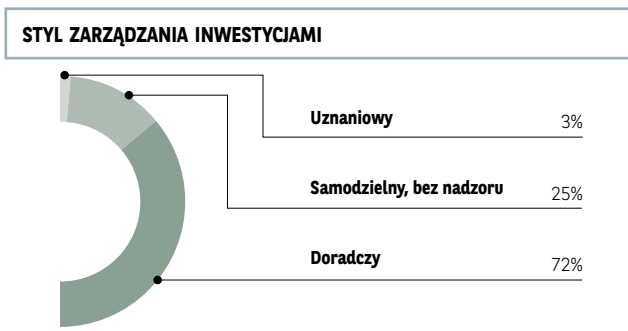 STYL ZARZĄDZANIA INWESTYCJAMI
Uznaniowy 3%
Samodzielny, bez nadzoru 25%
Doradczy 72%